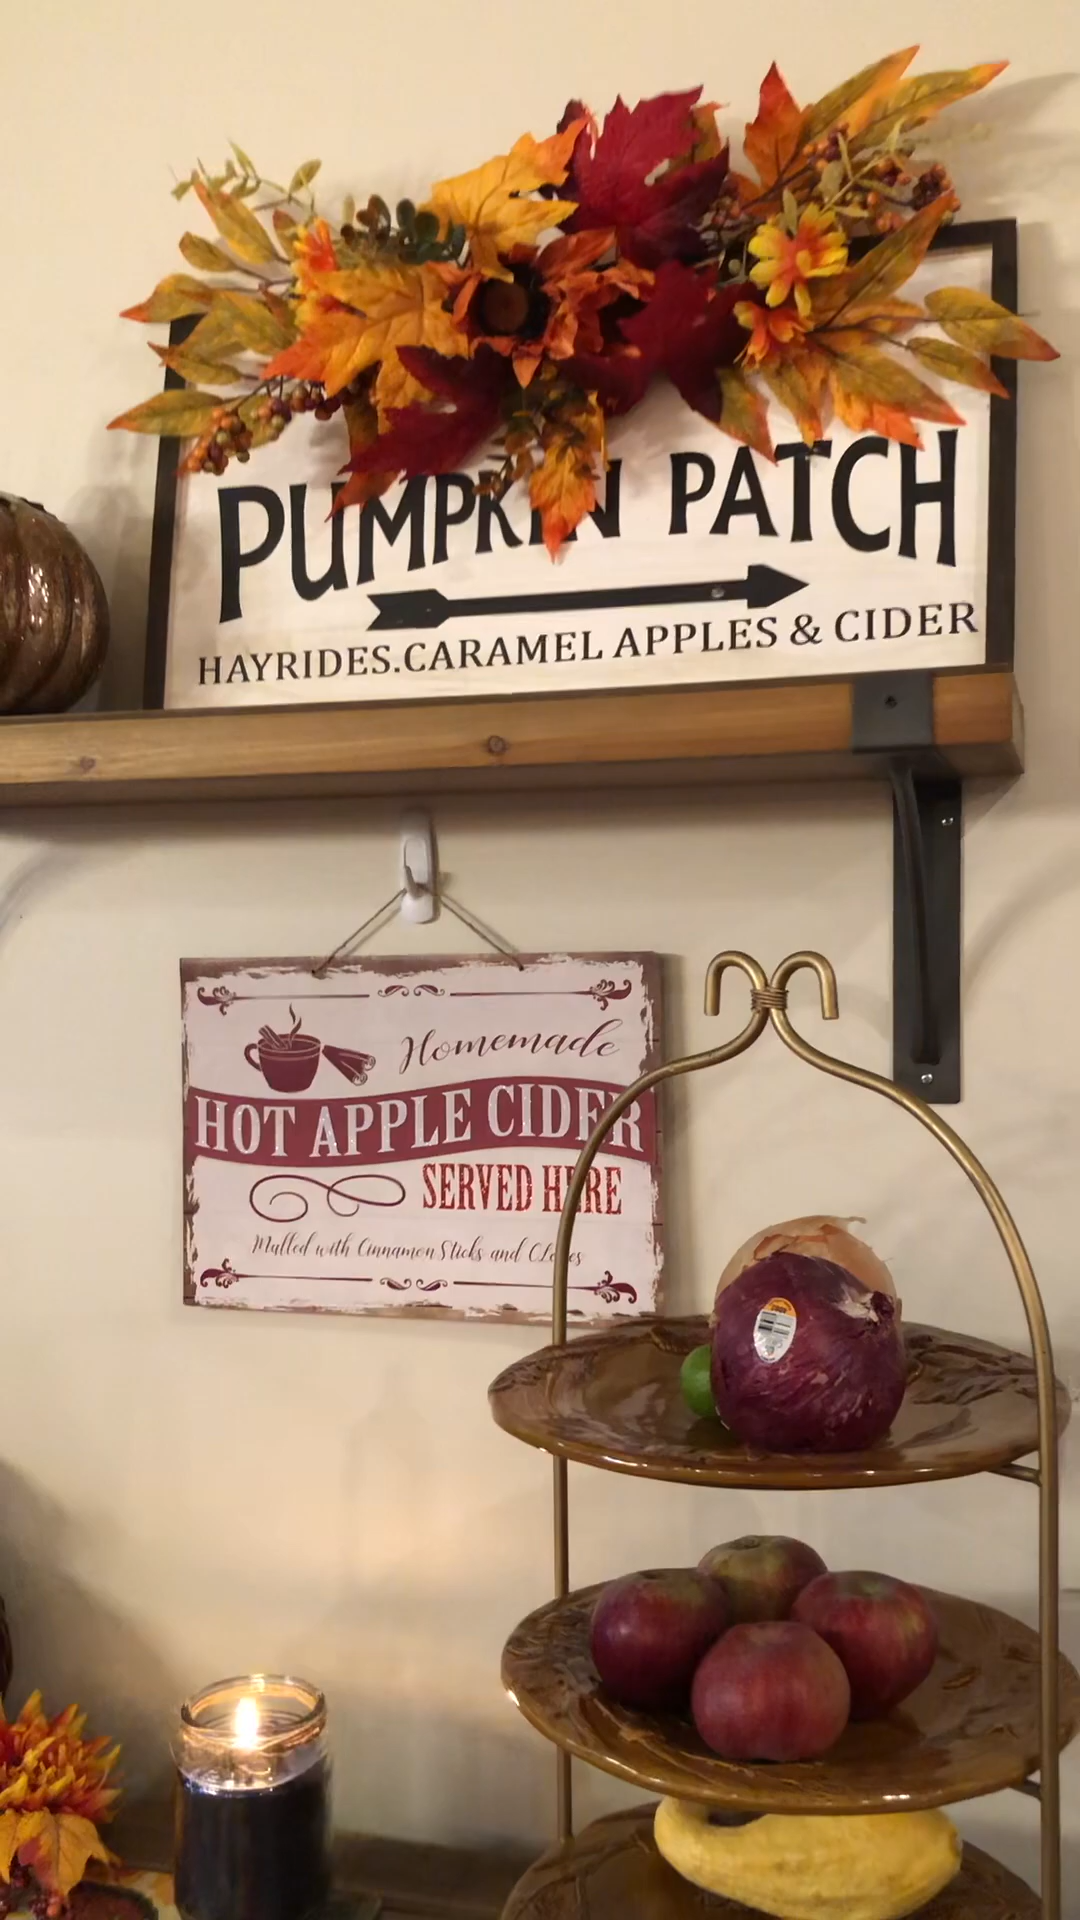 PUMPKIN PATCH
HAYRIDES.CARAMEL APPLES & CIDER
Homemade
HOT APPLE CIDER
SERVED HERE
Mulled with Cinnamon Sticks and Cloves